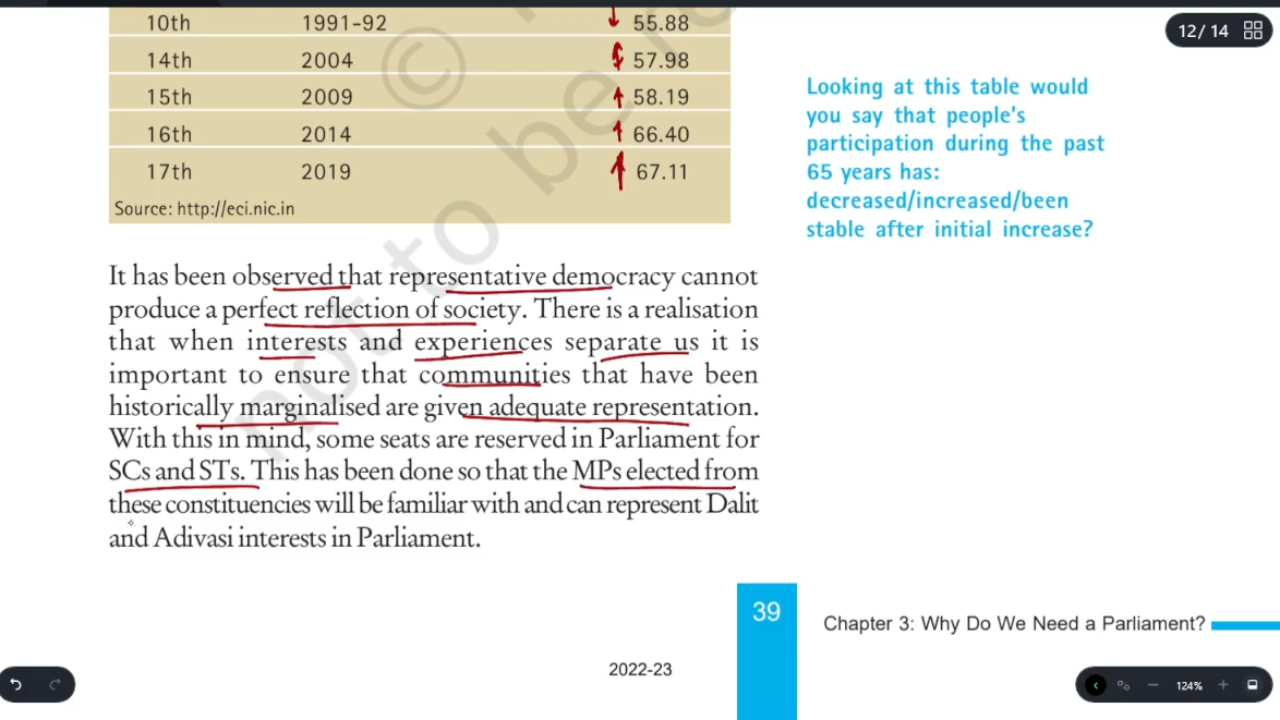 12/ 14
10th 1991-92 55.88
14th 2004 57.98
15th 2009 58.19
16th 2014 66.40
17th 2019 67.11
Source: http://eci.nic.in
Looking at this table would
you say that people's
participation during the past
65 years has:
decreased/increased/been
stable after initial increase?
It has been observed that representative democracy cannot
produce a perfect reflection of society. There is a realisation
that when interests and experiences separate us it is
important to ensure that communities that have been
historically marginalised are given adequate representation.
With this in mind, some seats are reserved in Parliament for
SCs and STs. This has been done so that the MPs elected from
these constituencies will be familiar with and can represent Dalit
and Adivasi interests in Parliament.
© not to be
39
Chapter 3: Why Do We Need a Parliament?
2022-23
124%